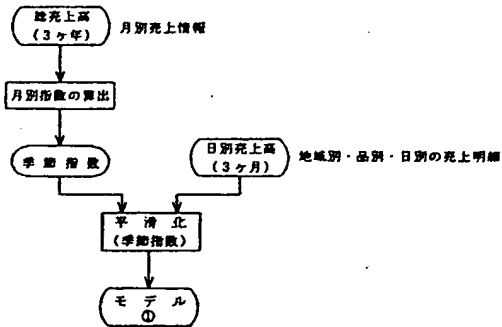 総売上高
(3ヶ年)
月別売上情報
月別指数の算出
季節指数
日別売上高
(3ヶ月)
地域別・品別・日別の売上明細
平滑化
(季節指数)
モデル
①